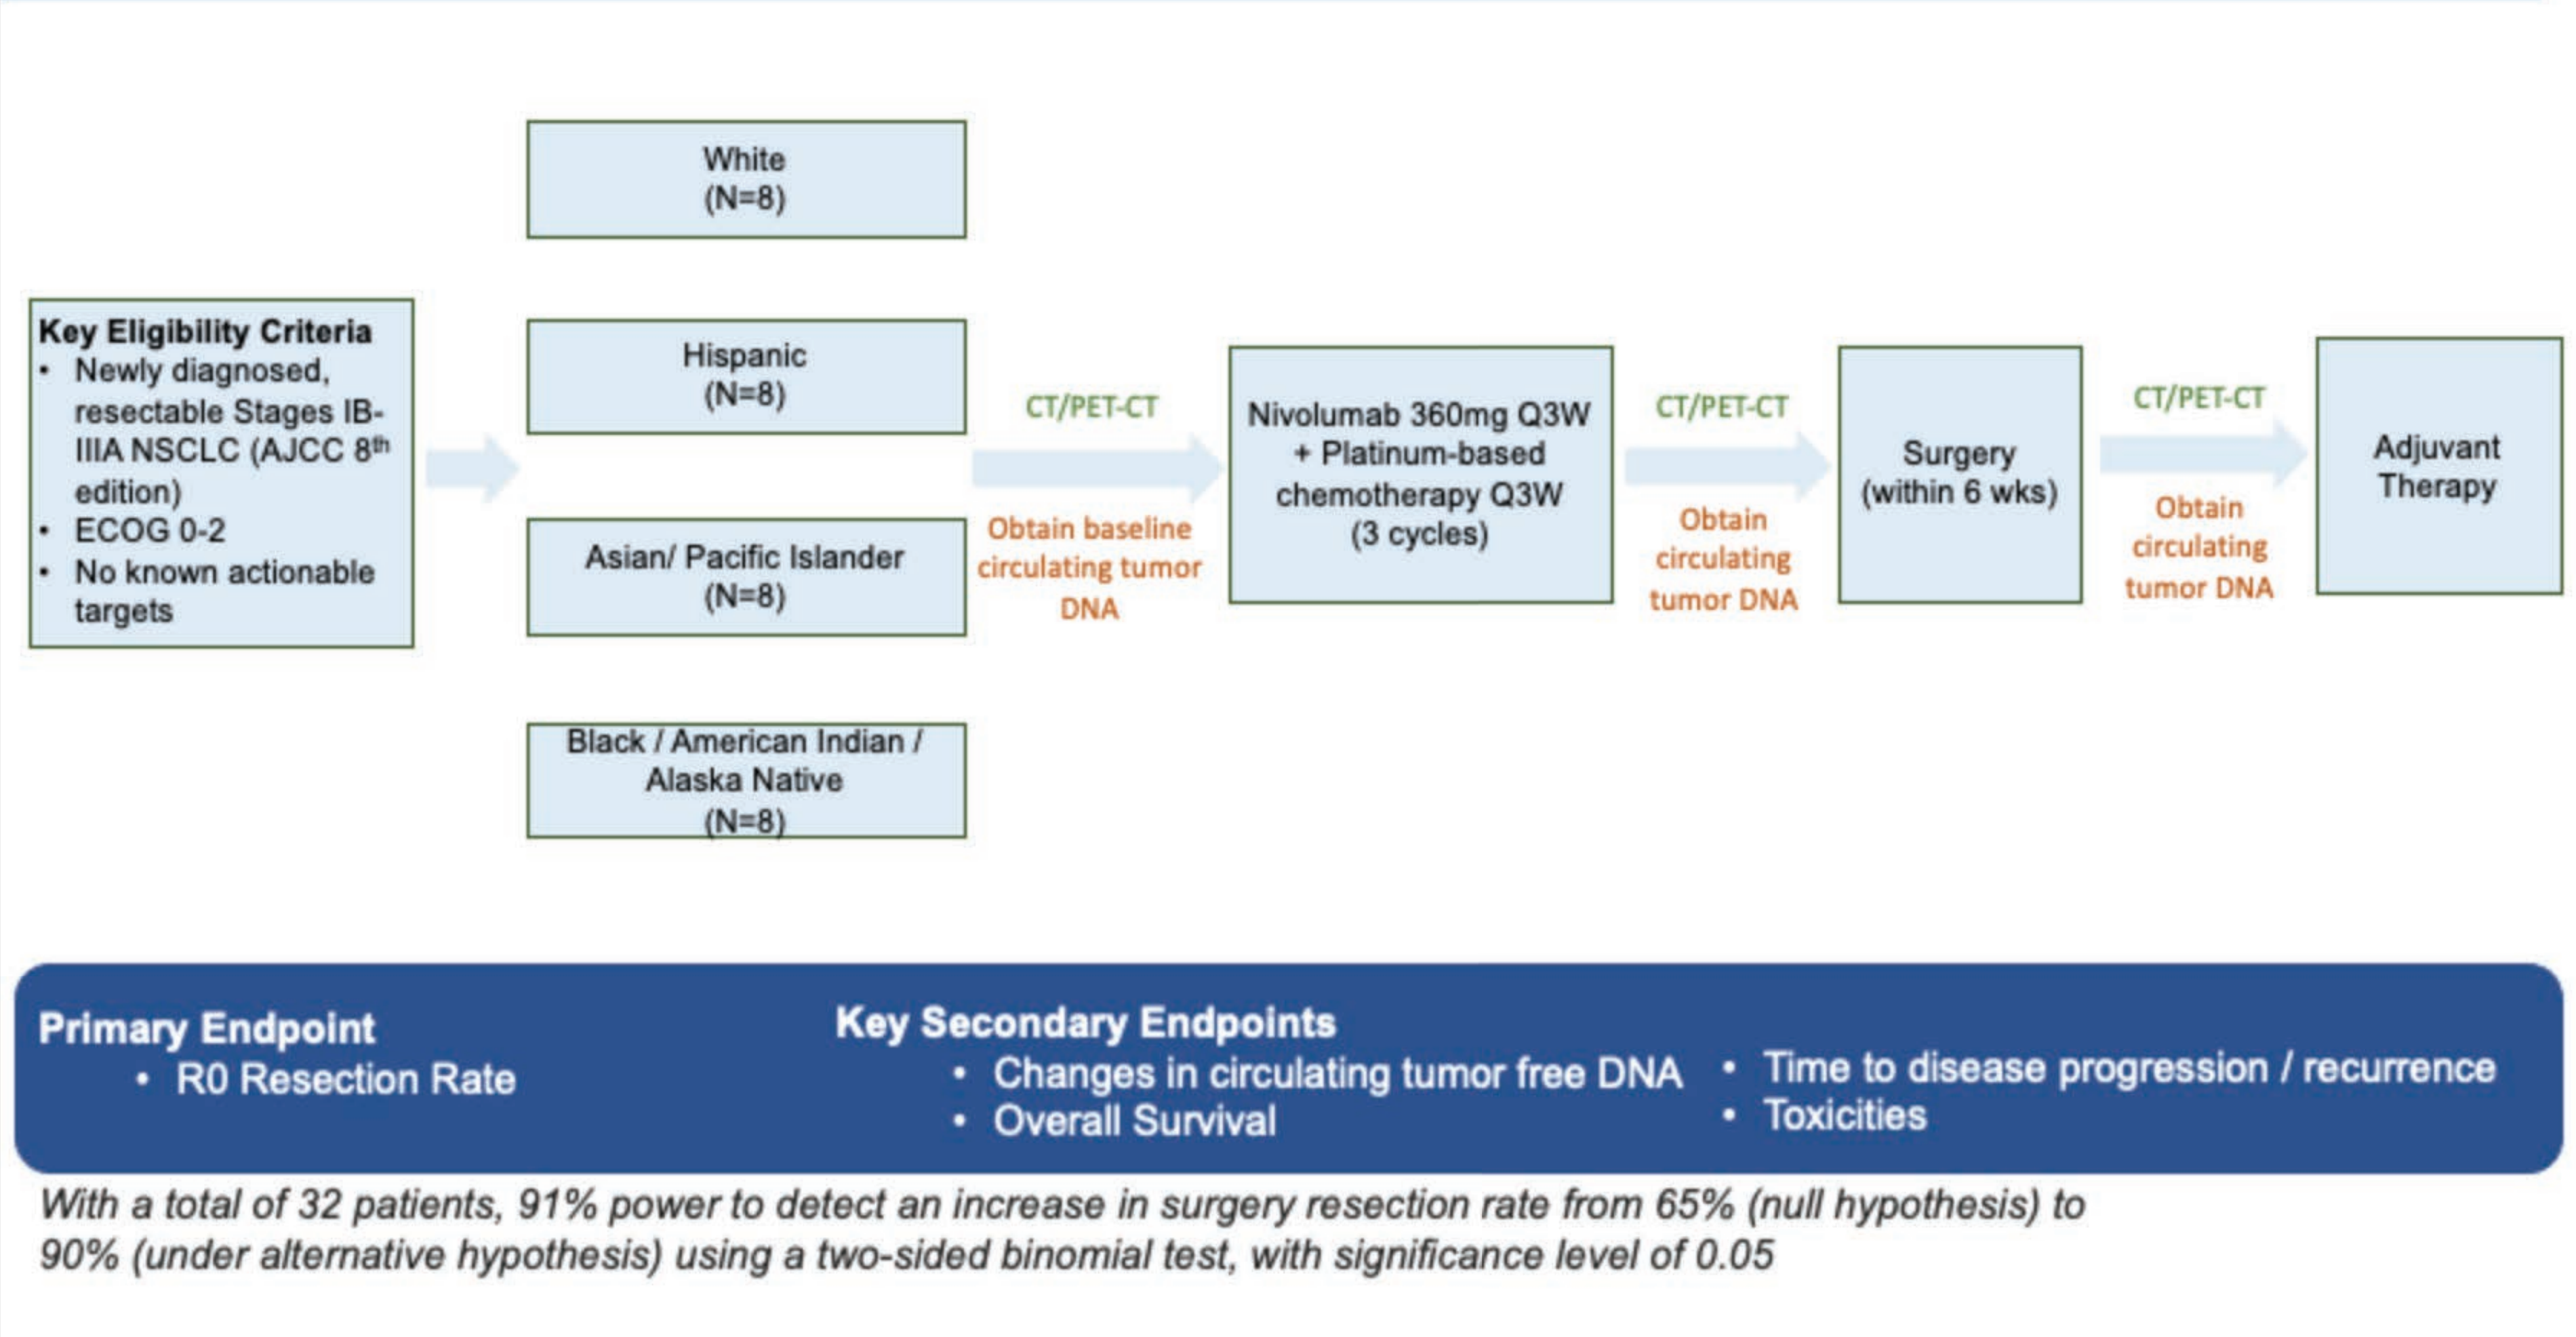 White
(N=8)
Key Eligibility Criteria
• Newly diagnosed,
resectable Stages IB-
IIIA NSCLC (AJCC 8th
edition)
• ECOG 0-2
• No known actionable
targets
Hispanic
(N=8)
Asian/ Pacific Islander
(N=8)
Black / American Indian /
Alaska Native
(N=8)
CT/PET-CT
Obtain baseline
circulating tumor
DNA
Nivolumab 360mg Q3W
+ Platinum-based
chemotherapy Q3W
(3 cycles)
CT/PET-CT
Obtain
circulating
tumor DNA
Surgery
(within 6 wks)
CT/PET-CT
Obtain
circulating
tumor DNA
Adjuvant
Therapy
Primary Endpoint
• R0 Resection Rate
Key Secondary Endpoints
• Changes in circulating tumor free DNA
• Overall Survival
• Time to disease progression / recurrence
• Toxicities
With a total of 32 patients, 91% power to detect an increase in surgery resection rate from 65% (null hypothesis) to
90% (under alternative hypothesis) using a two-sided binomial test, with significance level of 0.05